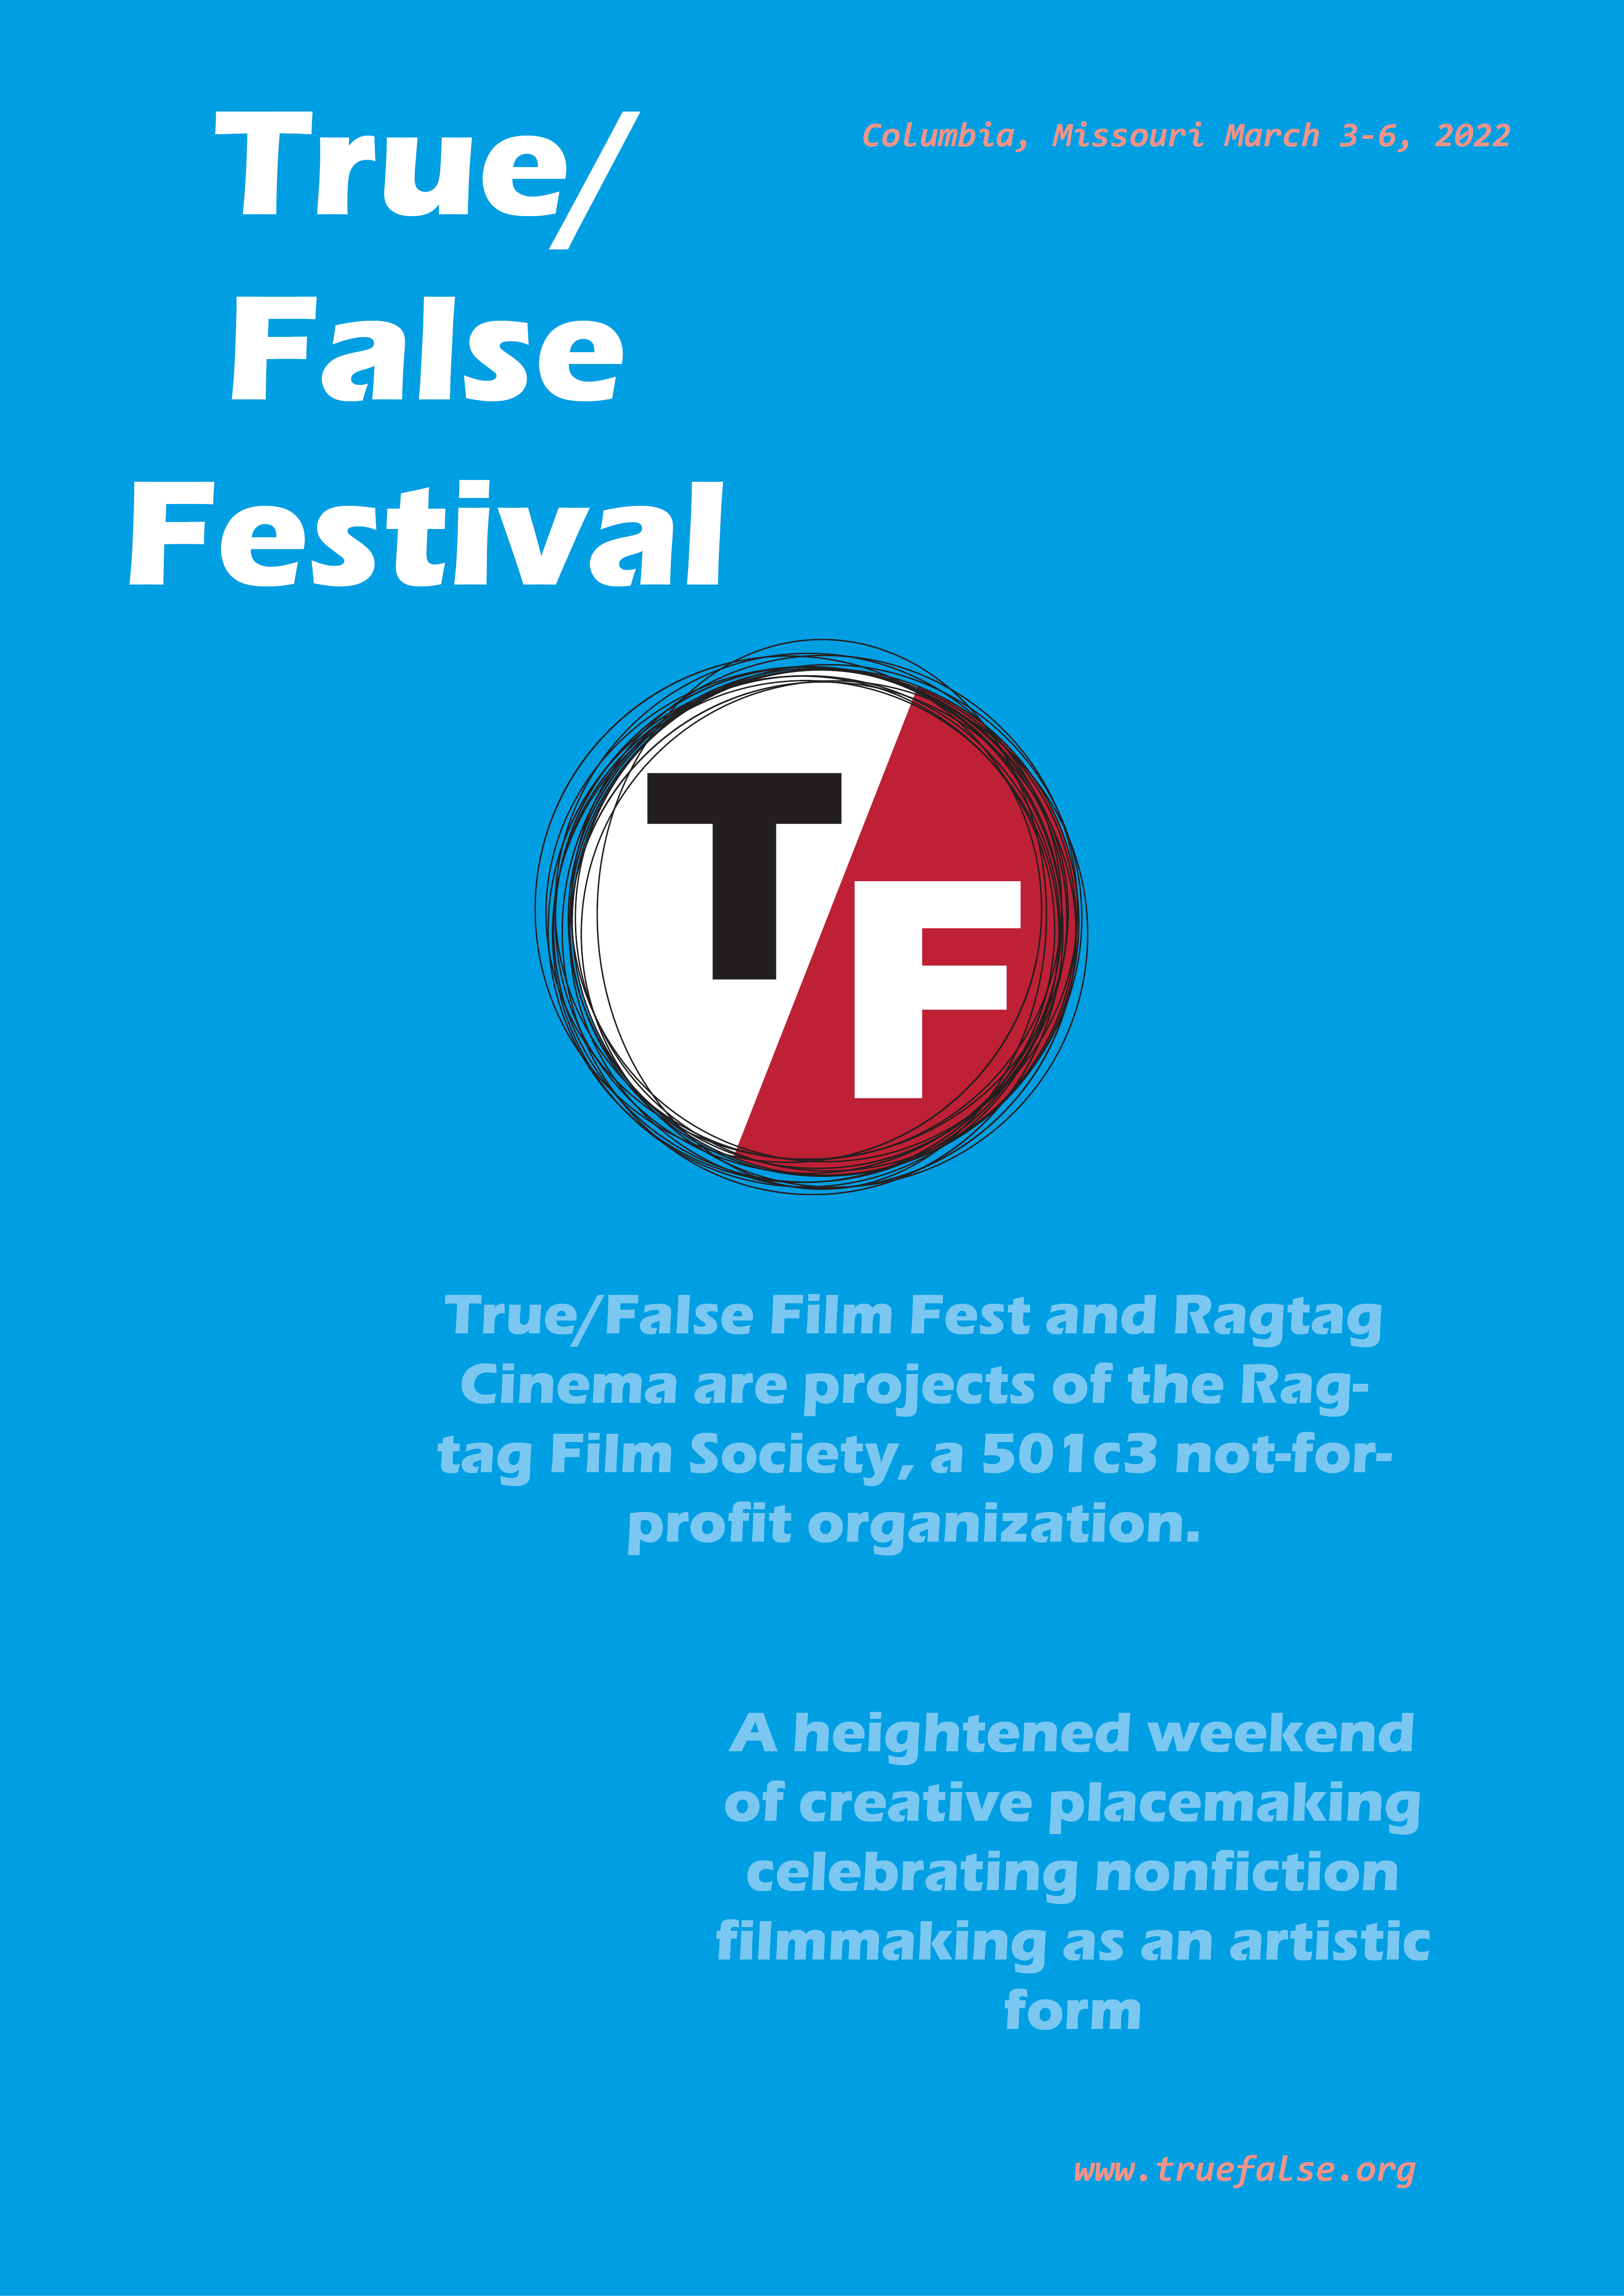 True/
False
Festival
Columbia, Missouri March 3-6, 2022
T
F
True/False Film Fest and Ragtag
Cinema are projects of the Rag-
tag Film Society, a 501c3 not-for-
profit organization.
A heightened weekend
of creative placemaking
celebrating nonfiction
filmmaking as an artistic
form
www.truefalse.org